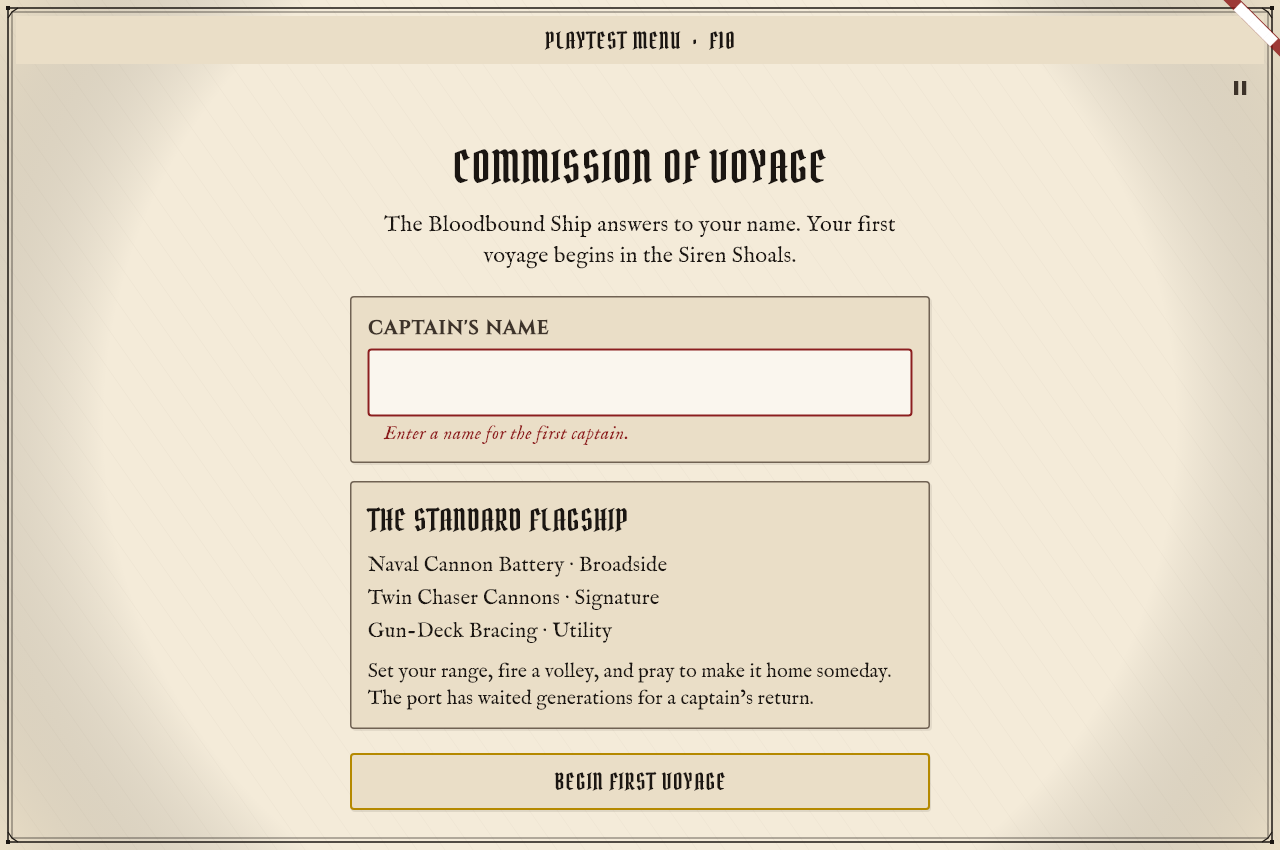 PLAYTEST MENU · F10
COMMISSION OF VOYAGE
The Bloodbound Ship answers to your name. Your first
voyage begins in the Siren Shoals.
CAPTAIN'S NAME
Enter a name for the first captain.
THE STANDARD FLAGSHIP
Naval Cannon Battery · Broadside
Twin Chaser Cannons · Signature
Gun-Deck Bracing · Utility
Set your range, fire a volley, and pray to make it home someday.
The port has waited generations for a captain's return.
BEGIN FIRST VOYAGE